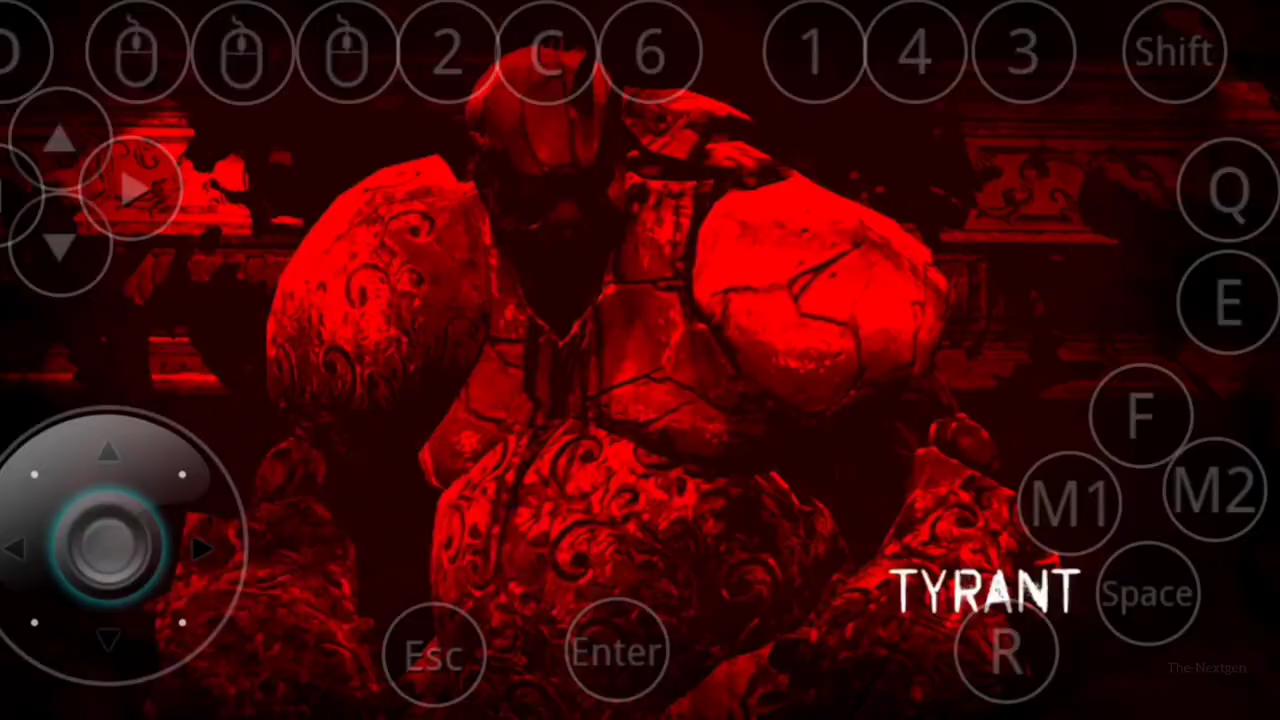 2 C 6 1 4 3 Shift
Q
E
F
M1 M2
TYRANT
Space
Esc Enter R
The-Nextgen